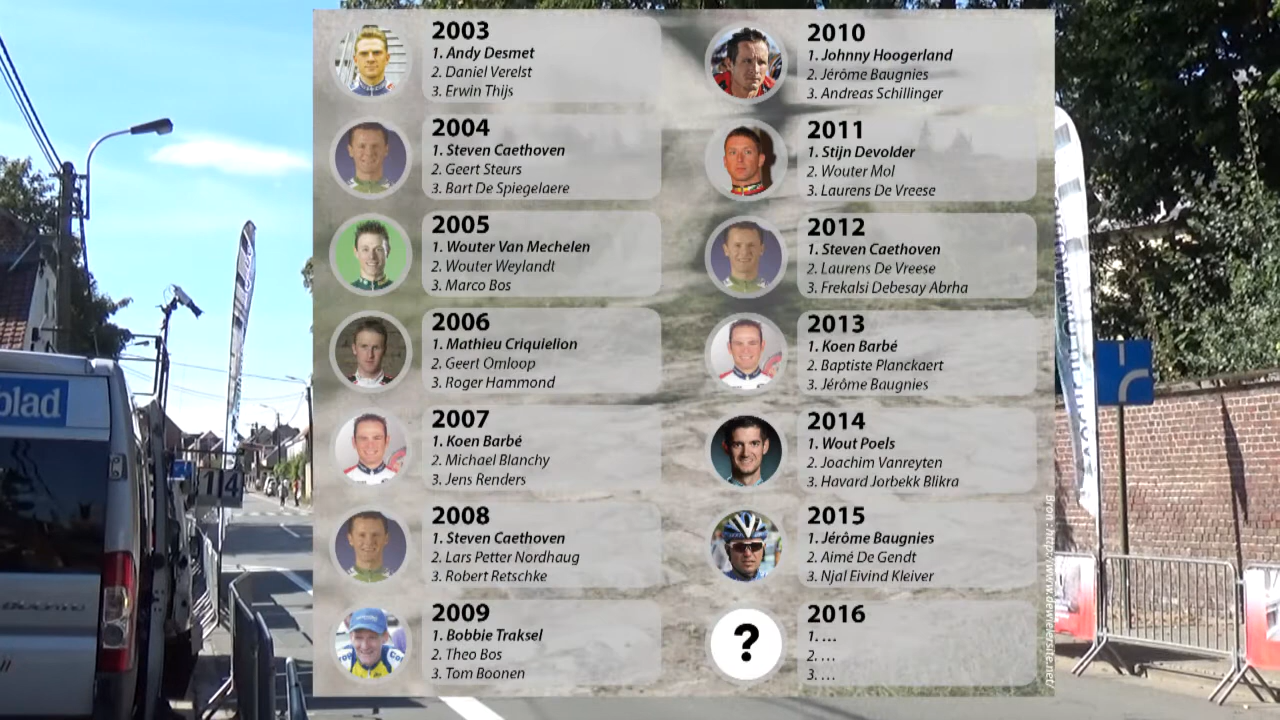 2003
1. Andy Desmet
2. Daniel Verelst
3. Erwin Thijs
2004
1. Steven Caethoven
2. Geert Steurs
3. Bart De Spiegelaere
2005
1. Wouter Van Mechelen
2. Wouter Weylandt
3. Marco Bos
2006
1. Mathieu Criquielion
2. Geert Omloop
3. Roger Hammond
2007
1. Koen Barbé
2. Michael Blanchy
3. Jens Renders
2008
1. Steven Caethoven
2. Lars Petter Nordhaug
3. Robert Retschke
2009
1. Bobbie Traksel
2. Theo Bos
3. Tom Boonen
2010
1. Johnny Hoogerland
2. Jérôme Baugnies
3. Andreas Schillinger
2011
1. Stijn Devolder
2. Wouter Mol
3. Laurens De Vreese
2012
1. Steven Caethoven
2. Laurens De Vreese
3. Frekalsi Debesay Abrha
2013
1. Koen Barbé
2. Baptiste Planckaert
3. Jérôme Baugnies
2014
1. Wout Poels
2. Joachim Vanreyten
3. Havard Jorbekk Blikra
2015
1. Jérôme Baugnies
2. Aimé De Gendt
3. Njal Eivind Kleiver
?
2016
1. ...
2. ...
3. ...
Bron: http://www.dewielersite.net
blad
114